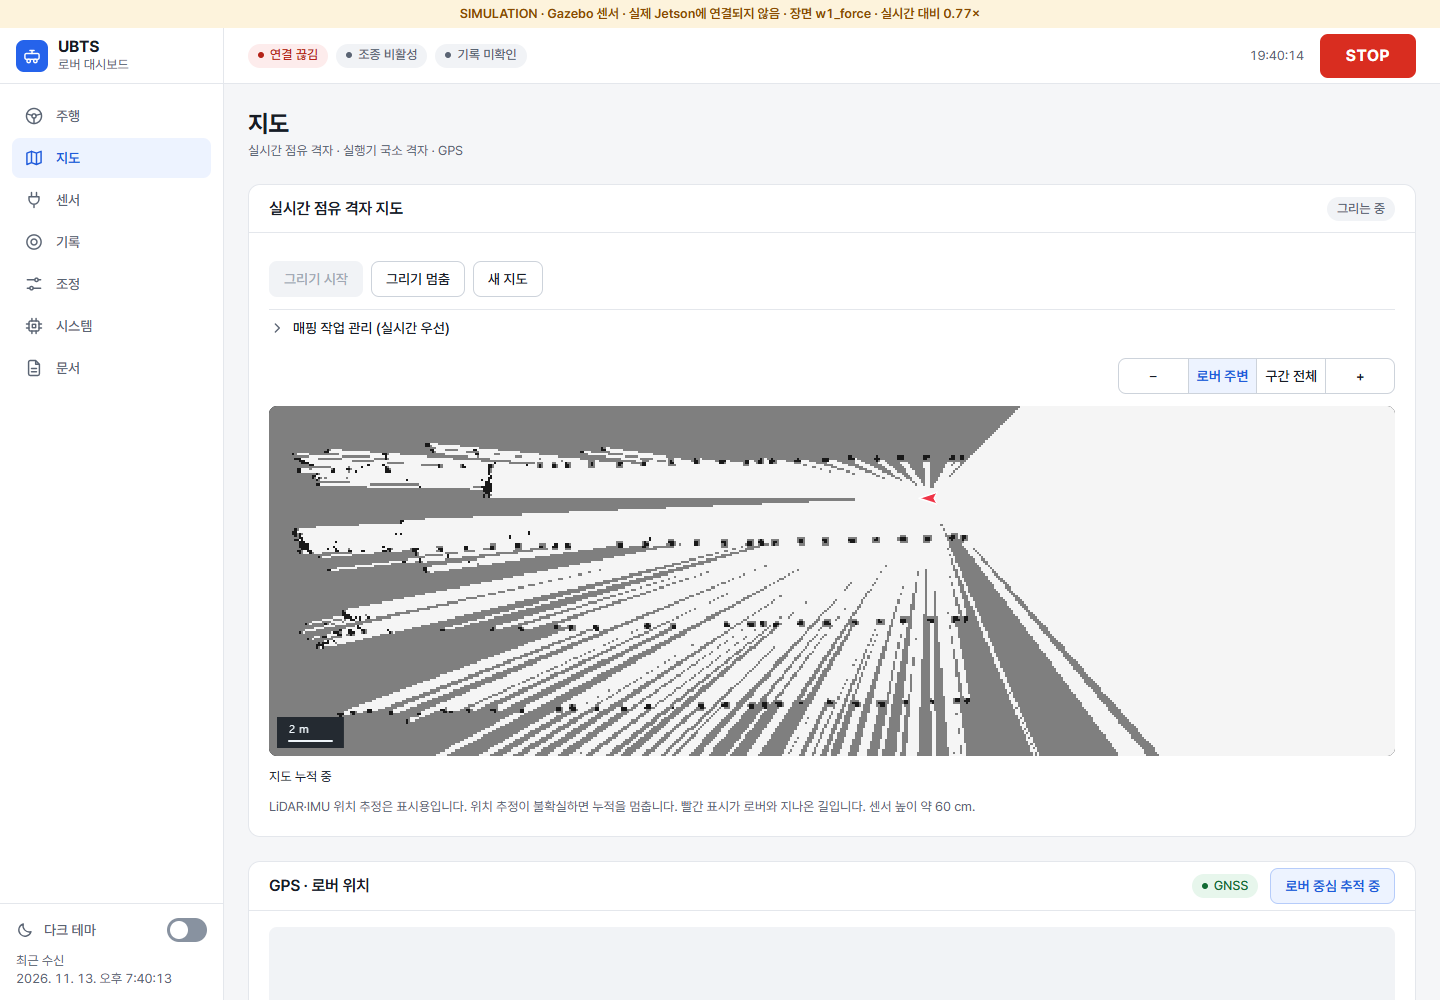 SIMULATION · Gazebo 센서 · 실제 Jetson에 연결되지 않음 · 장면 w1_force · 실시간 대비 0.77×
UBTS
로버 대시보드
연결 끊김
조종 비활성
기록 미확인
19:40:14
STOP
주행
지도
센서
기록
조정
시스템
문서
지도
실시간 점유 격자 · 실행기 국소 격자 · GPS
실시간 점유 격자 지도
그리는 중
그리기 시작
그리기 멈춤
새 지도
매핑 작업 관리 (실시간 우선)
−
로버 주변
구간 전체
+
2 m
지도 누적 중
LiDAR·IMU 위치 추정은 표시용입니다. 위치 추정이 불확실하면 누적을 멈춥니다. 빨간 표시가 로버와 지나온 길입니다. 센서 높이 약 60 cm.
GPS · 로버 위치
GNSS
로버 중심 추적 중
다크 테마
최근 수신
2026. 11. 13. 오후 7:40:13